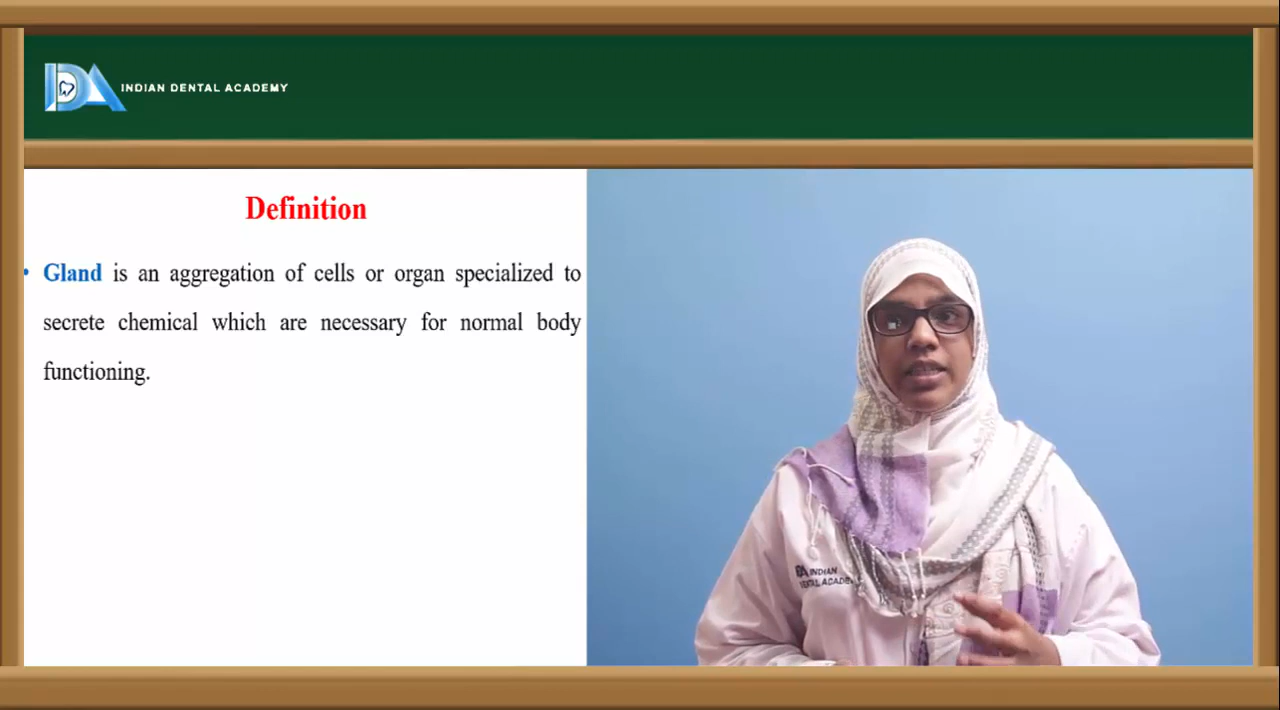 INDIAN DENTAL ACADEMY
Definition
• Gland is an aggregation of cells or organ specialized to
secrete chemical which are necessary for normal body
functioning.
INDIAN
DENTAL ACADEMY